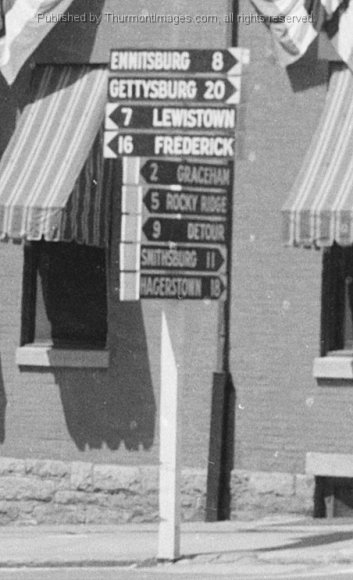 Published by ThurmontImages.com, all rights reserved.
EMMITSBURG 8
GETTYSBURG 20
7 LEWISTOWN
16 FREDERICK
2 GRACEHAM
5 ROCKY RIDGE
9 DETOUR
SMITHSBURG 11
HAGERSTOWN 18